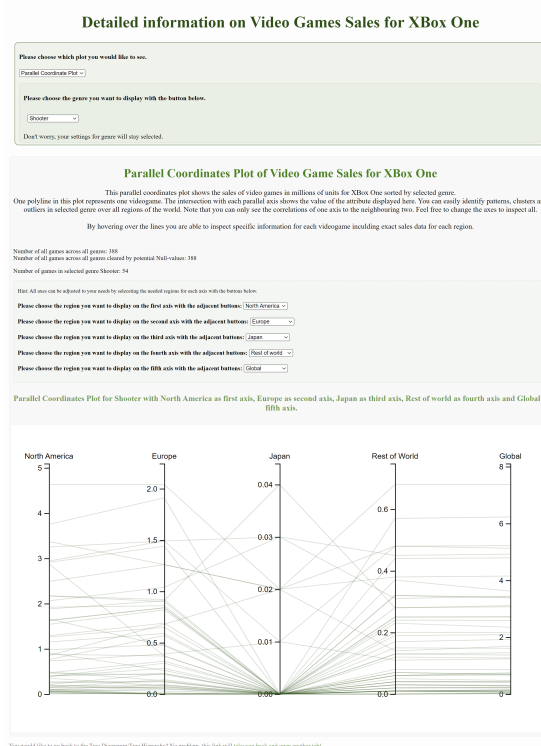 Detailed information on Video Games Sales for XBox One
Please choose which plot you would like to see.
Parallel Coordinate Plot
Please choose the genre you want to display with the button below.
Shooter
Don't worry, your settings for genre will stay selected.
Parallel Coordinates Plot of Video Game Sales for XBox One
This parallel coordinates plot shows the sales of video games in millions of units for XBox One sorted by selected genre.
One polyline in this plot represents one videogame. The intersection with each parallel axis shows the value of the attribute displayed here. You can easily identify patterns, clusters a
outliers in selected genre over all regions of the world. Note that you can only see the correlations of one axis to the neighbouring two. Feel free to change the axes to inspect all.
By hovering over the lines you are able to inspect specific information for each videogame inculding exact sales data for each region.
Number of all games across all genres: 388
Number of all games across all genres cleared by potential Null-values: 388
Number of games in selected genre Shooter: 54
Hint: All axes can be adjusted to your needs by selecting the needed regions for each axis with the buttons below.
Please choose the region you want to display on the first axis with the adjacent buttons: North America
Please choose the region you want to display on the second axis with the adjacent buttons: Europe
Please choose the region you want to display on the third axis with the adjacent buttons: Japan
Please choose the region you want to display on the fourth axis with the adjacent buttons: Rest of world
Please choose the region you want to display on the fifth axis with the adjacent buttons: Global
Parallel Coordinates Plot for Shooter with North America as first axis, Europe as second axis, Japan as third axis, Rest of world as fourth axis and Global
fifth axis.
North America Europe Japan Rest of World Global
5 2.0 0.04 0.6 8
4 1.5 0.03 0.4 6
3 1.0 0.02 0.2 4
2 0.5 0.01 0.0 2
1 0.0 0.00 0
0